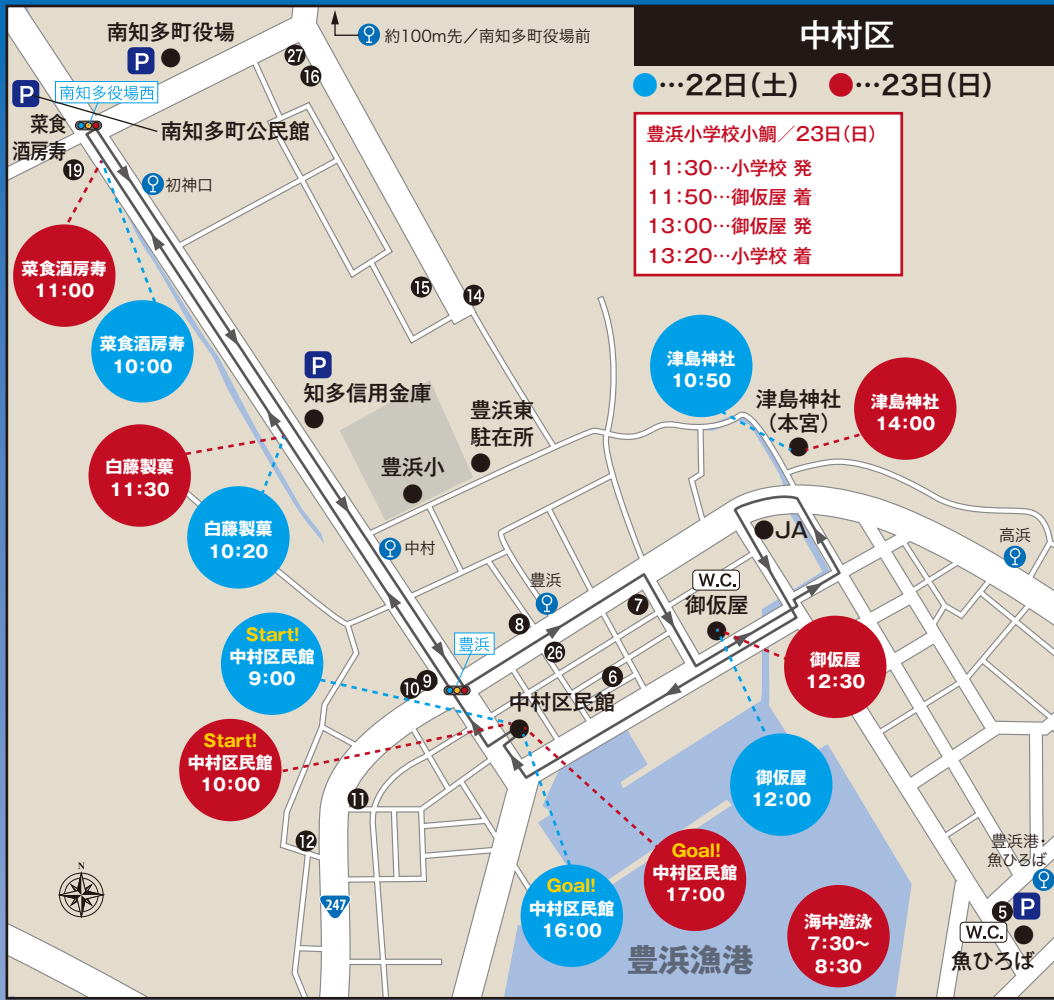 中村区
●…22日(土) ●…23日(日)
豊浜小学校小鯛／23日(日)
11:30…小学校 発
11:50…御仮屋 着
13:00…御仮屋 発
13:20…小学校 着
南知多町役場
P
約100m先／南知多町役場前
27
16
P
南知多町役場西
菜食
酒房寿
南知多町公民館
19
初神口
菜食酒房寿
11:00
菜食酒房寿
10:00
15
14
P
知多信用金庫
豊浜東
駐在所
豊浜小
津島神社
10:50
津島神社
（本宮）
津島神社
14:00
白藤製菓
11:30
白藤製菓
10:20
中村
JA
高浜
豊浜
W.C.
御仮屋
8
7
26
6
Start!
中村区民館
9:00
豊浜
10
9
中村区民館
御仮屋
12:30
Start!
中村区民館
10:00
御仮屋
12:00
11
12
N
247
Goal!
中村区民館
16:00
Goal!
中村区民館
17:00
海中遊泳
7:30～
8:30
豊浜漁港
豊浜港・
魚ひろば
5
P
W.C.
魚ひろば